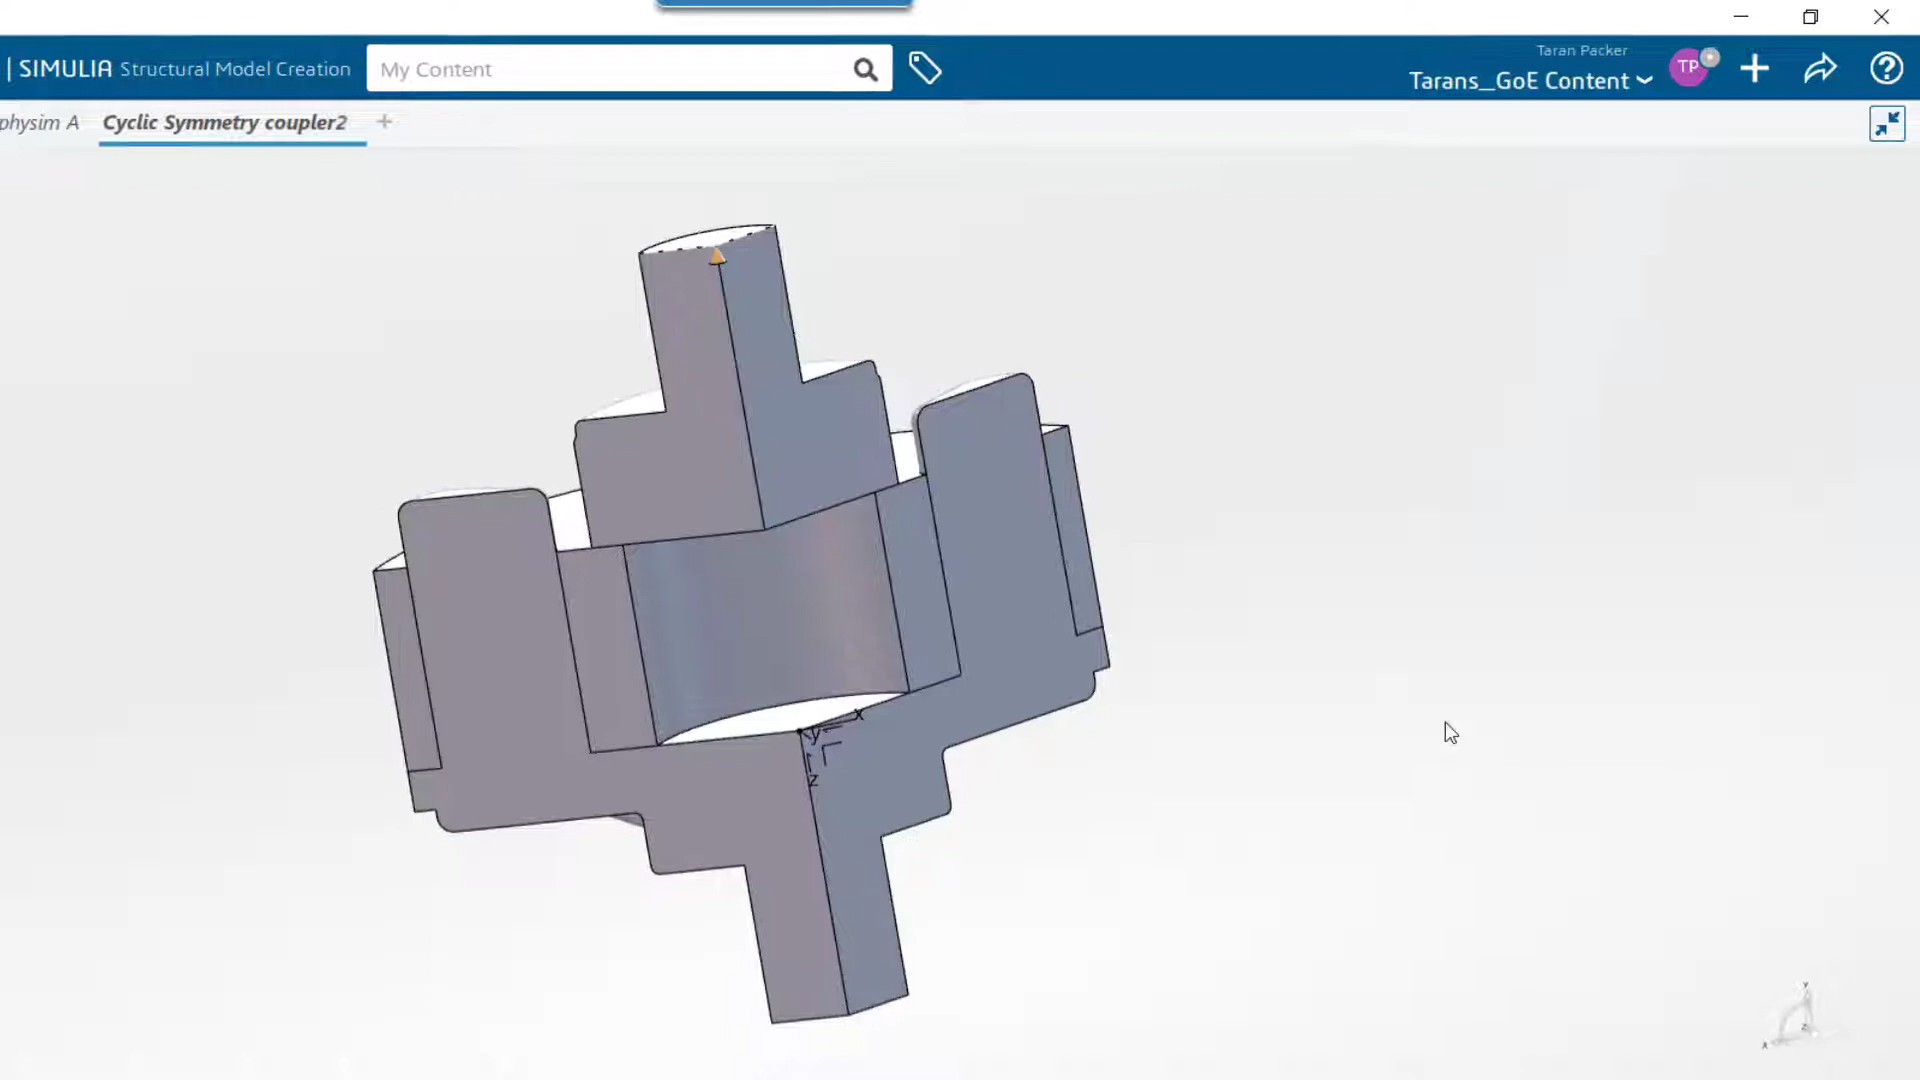 | SIMULIA Structural Model Creation
My Content
Taran Packer
Tarans_GoE Content
TP
physim A
Cyclic Symmetry coupler2
x
y
z
y
z
x